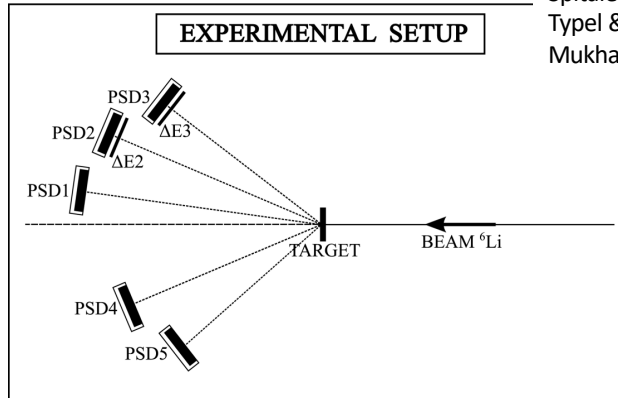 EXPERIMENTAL SETUP
Typel &
PSD3
PSD2
ΔE3
ΔE2
PSD1
TARGET
BEAM ⁶Li
PSD4
PSD5